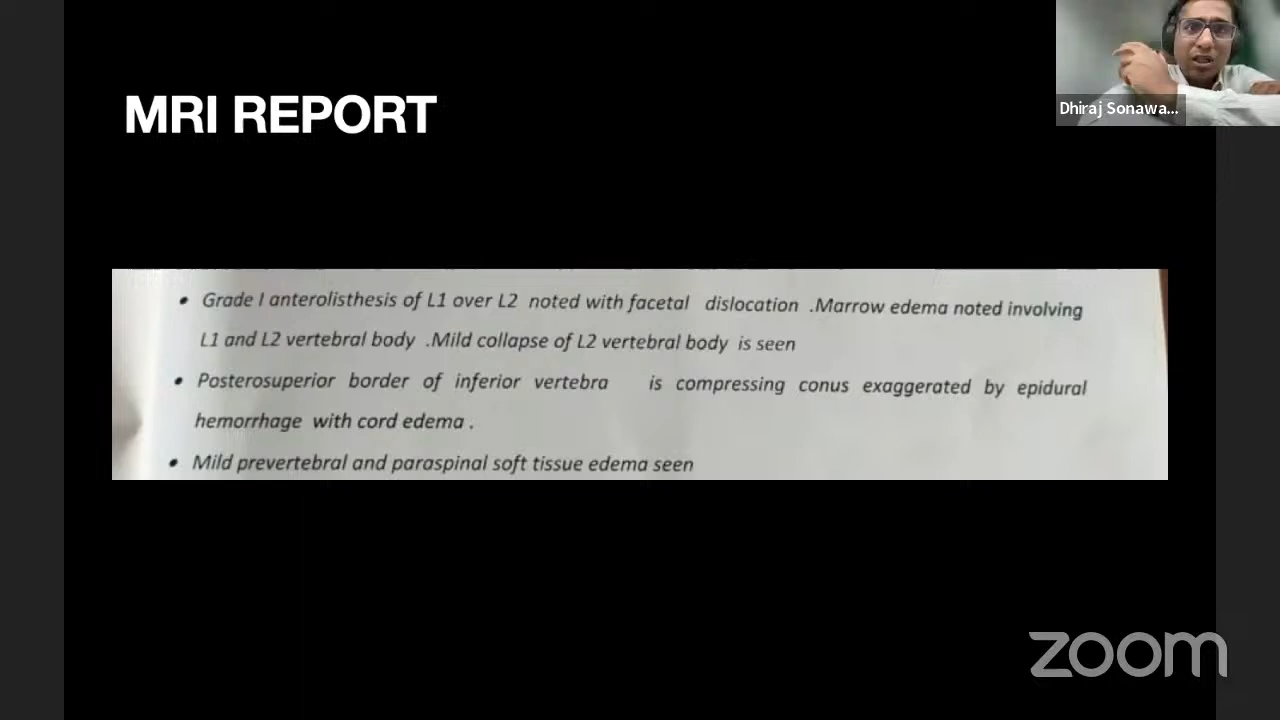 MRI REPORT
Dhiraj Sonawa...
• Grade I anterolisthesis of L1 over L2 noted with facetal dislocation .Marrow edema noted involving
L1 and L2 vertebral body .Mild collapse of L2 vertebral body is seen
• Posterosuperior border of inferior vertebra is compressing conus exaggerated by epidural
hemorrhage with cord edema .
• Mild prevertebral and paraspinal soft tissue edema seen
zoom